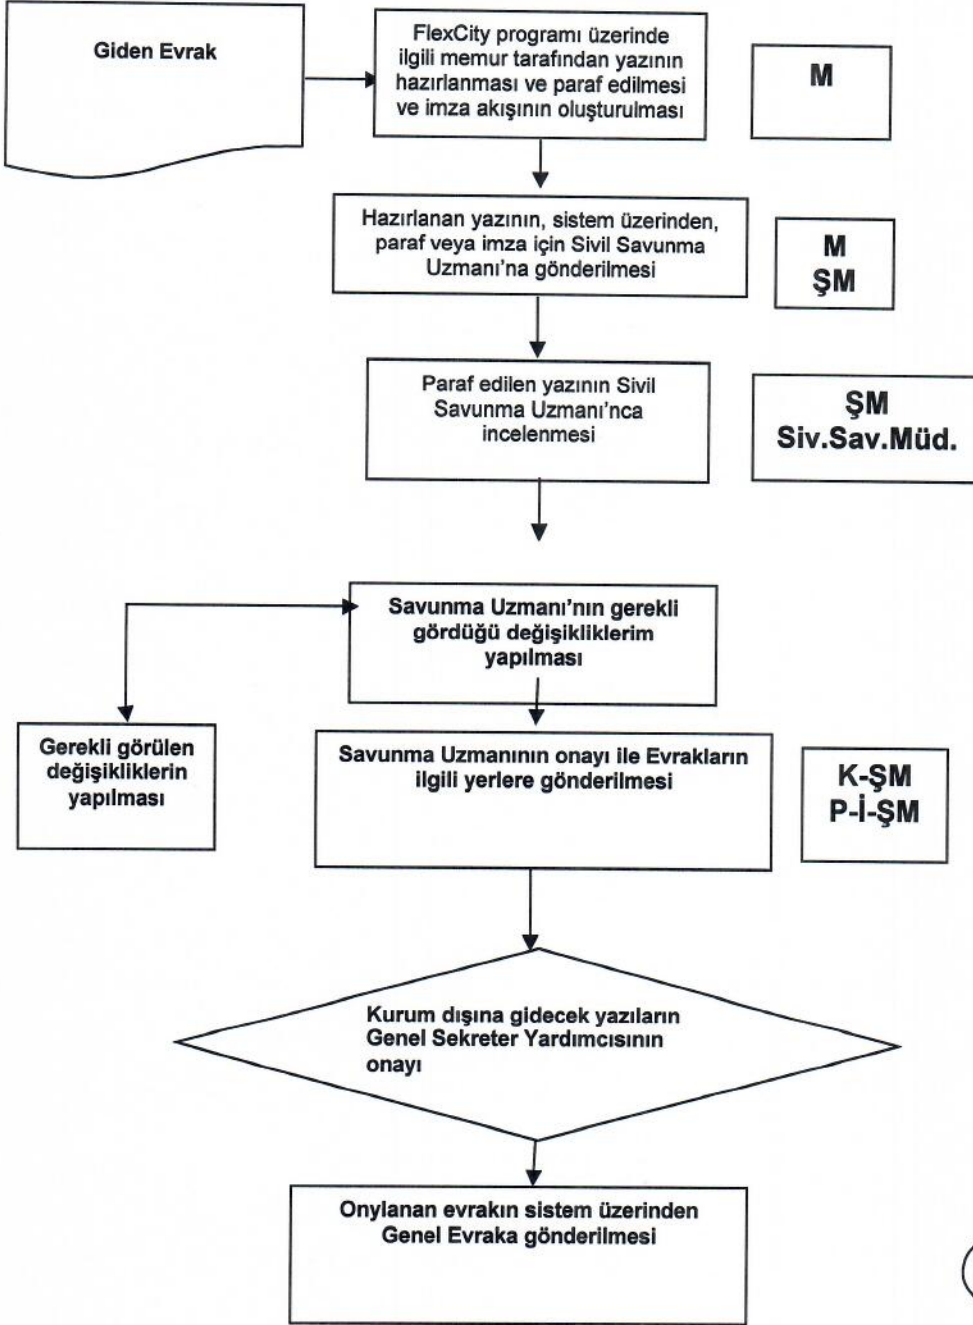 Giden Evrak
FlexCity programı üzerinde
ilgili memur tarafından yazının
hazırlanması ve paraf edilmesi
ve imza akışının oluşturulması
M
Hazırlanan yazının, sistem üzerinden,
paraf veya imza için Sivil Savunma
Uzmanı'na gönderilmesi
M
ŞM
Paraf edilen yazının Sivil
Savunma Uzmanı'nca
incelenmesi
ŞM
Siv.Sav.Müd.
Savunma Uzmanı'nın gerekli
gördüğü değişikliklerim
yapılması
Gerekli görülen
değişikliklerin
yapılması
Savunma Uzmanının onayı ile Evrakların
ilgili yerlere gönderilmesi
K-ŞM
P-İ-ŞM
Kurum dışına gidecek yazıların
Genel Sekreter Yardımcısının
onayı
Onylanan evrakın sistem üzerinden
Genel Evraka gönderilmesi